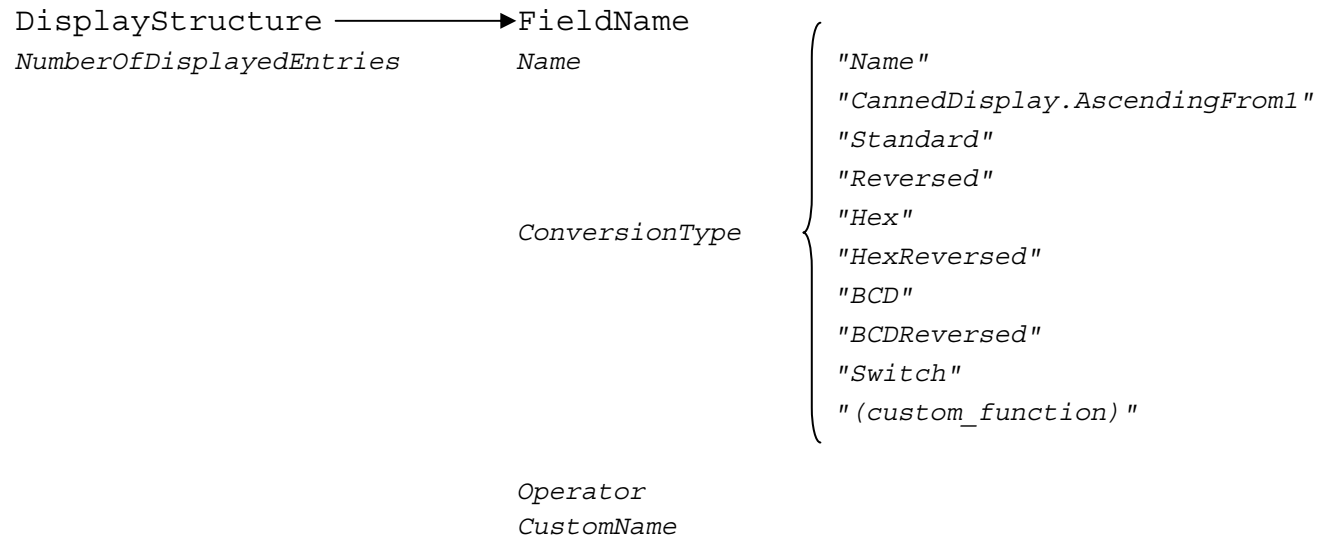 DisplayStructure FieldName
NumberOfDisplayedEntries Name "Name"
"CannedDisplay.AscendingFrom1"
"Standard"
"Reversed"
ConversionType "Hex"
"HexReversed"
"BCD"
"BCDReversed"
"Switch"
"(custom_function)"
Operator
CustomName